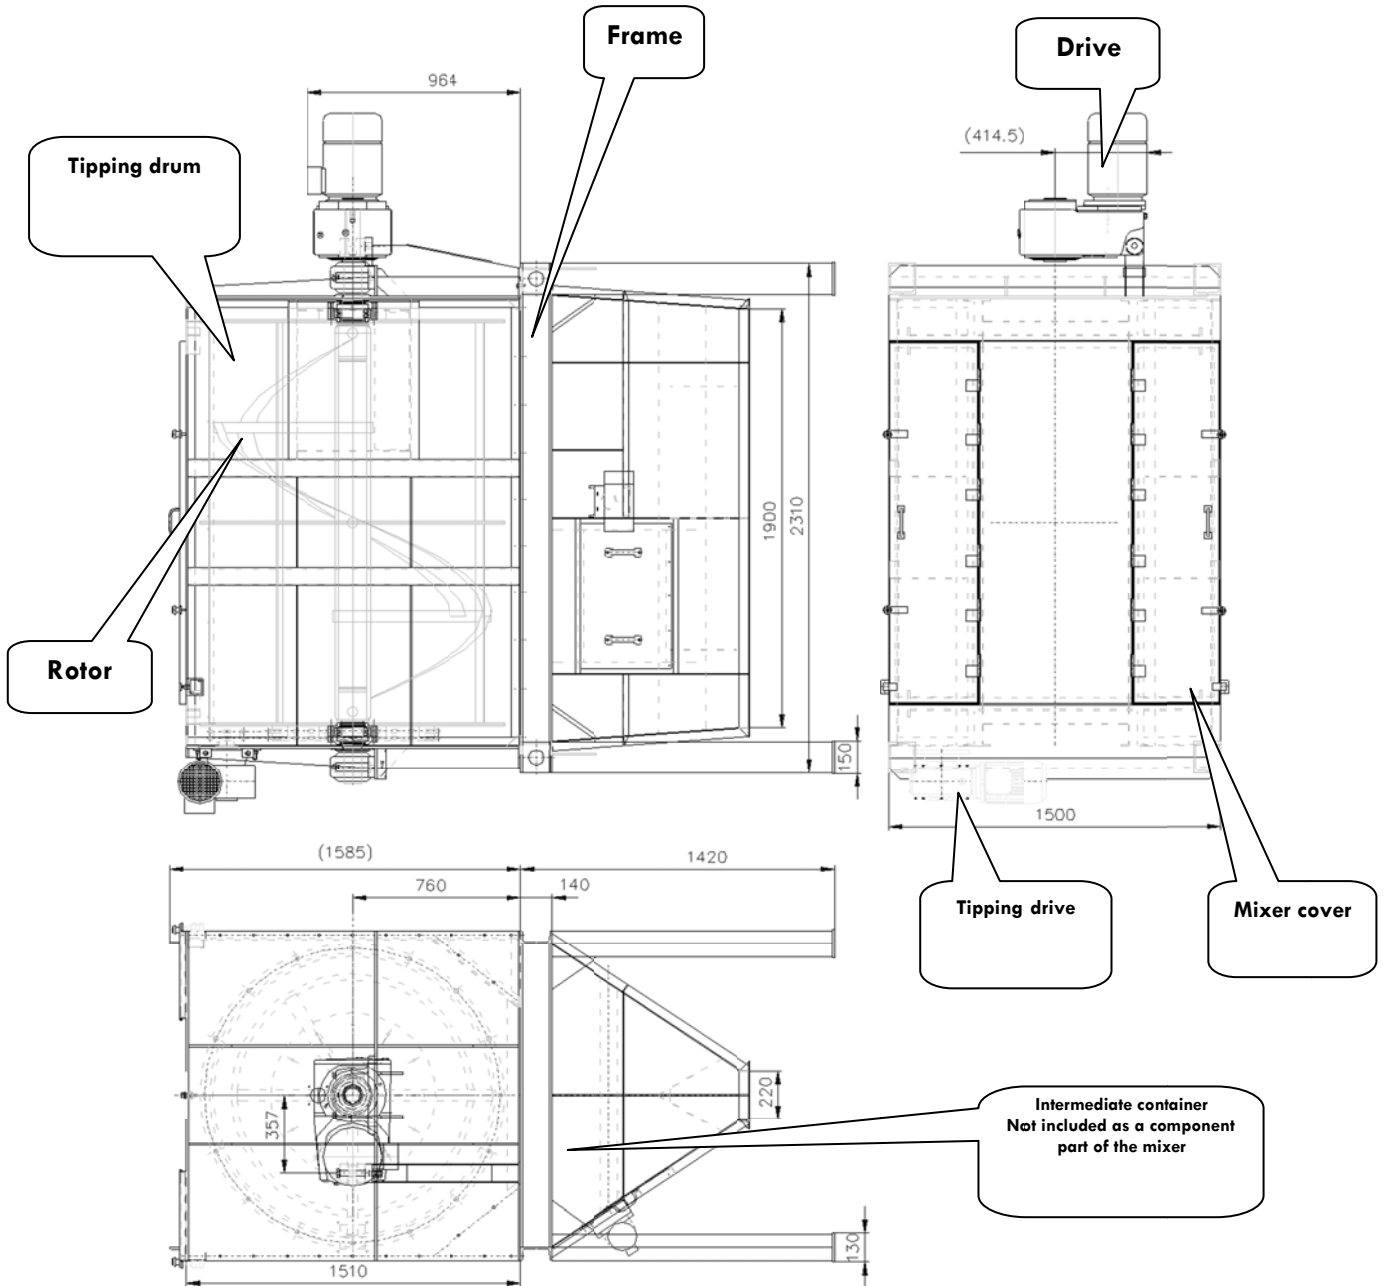 Frame
Drive
964
(414.5)
Tipping drum
1900
2310
150
Rotor
1500
(1585)
1420
760
140
Tipping drive
Mixer cover
357
220
Intermediate container
Not included as a component
part of the mixer
130
1510